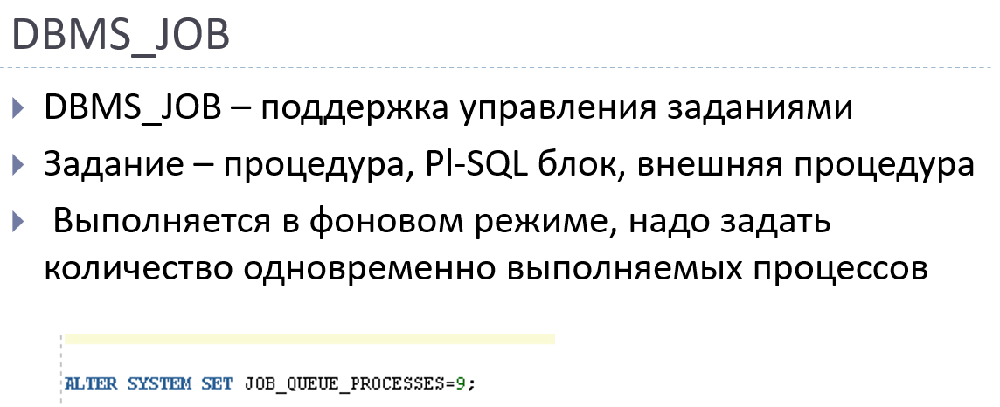 DBMS_JOB
DBMS_JOB – поддержка управления заданиями
Задание – процедура, Pl-SQL блок, внешняя процедура
Выполняется в фоновом режиме, надо задать
количество одновременно выполняемых процессов
ALTER SYSTEM SET JOB_QUEUE_PROCESSES=9;